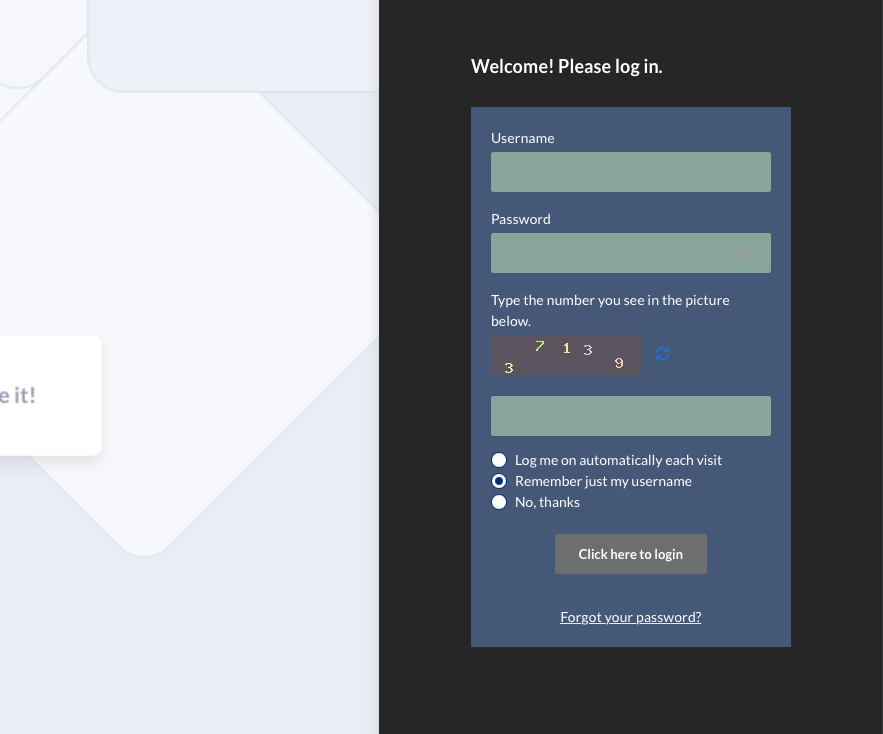 Welcome! Please log in.
Username
Password
Type the number you see in the picture
below.
3 7 1 3 9
e it!
Log me on automatically each visit
Remember just my username
No, thanks
Click here to login
Forgot your password?